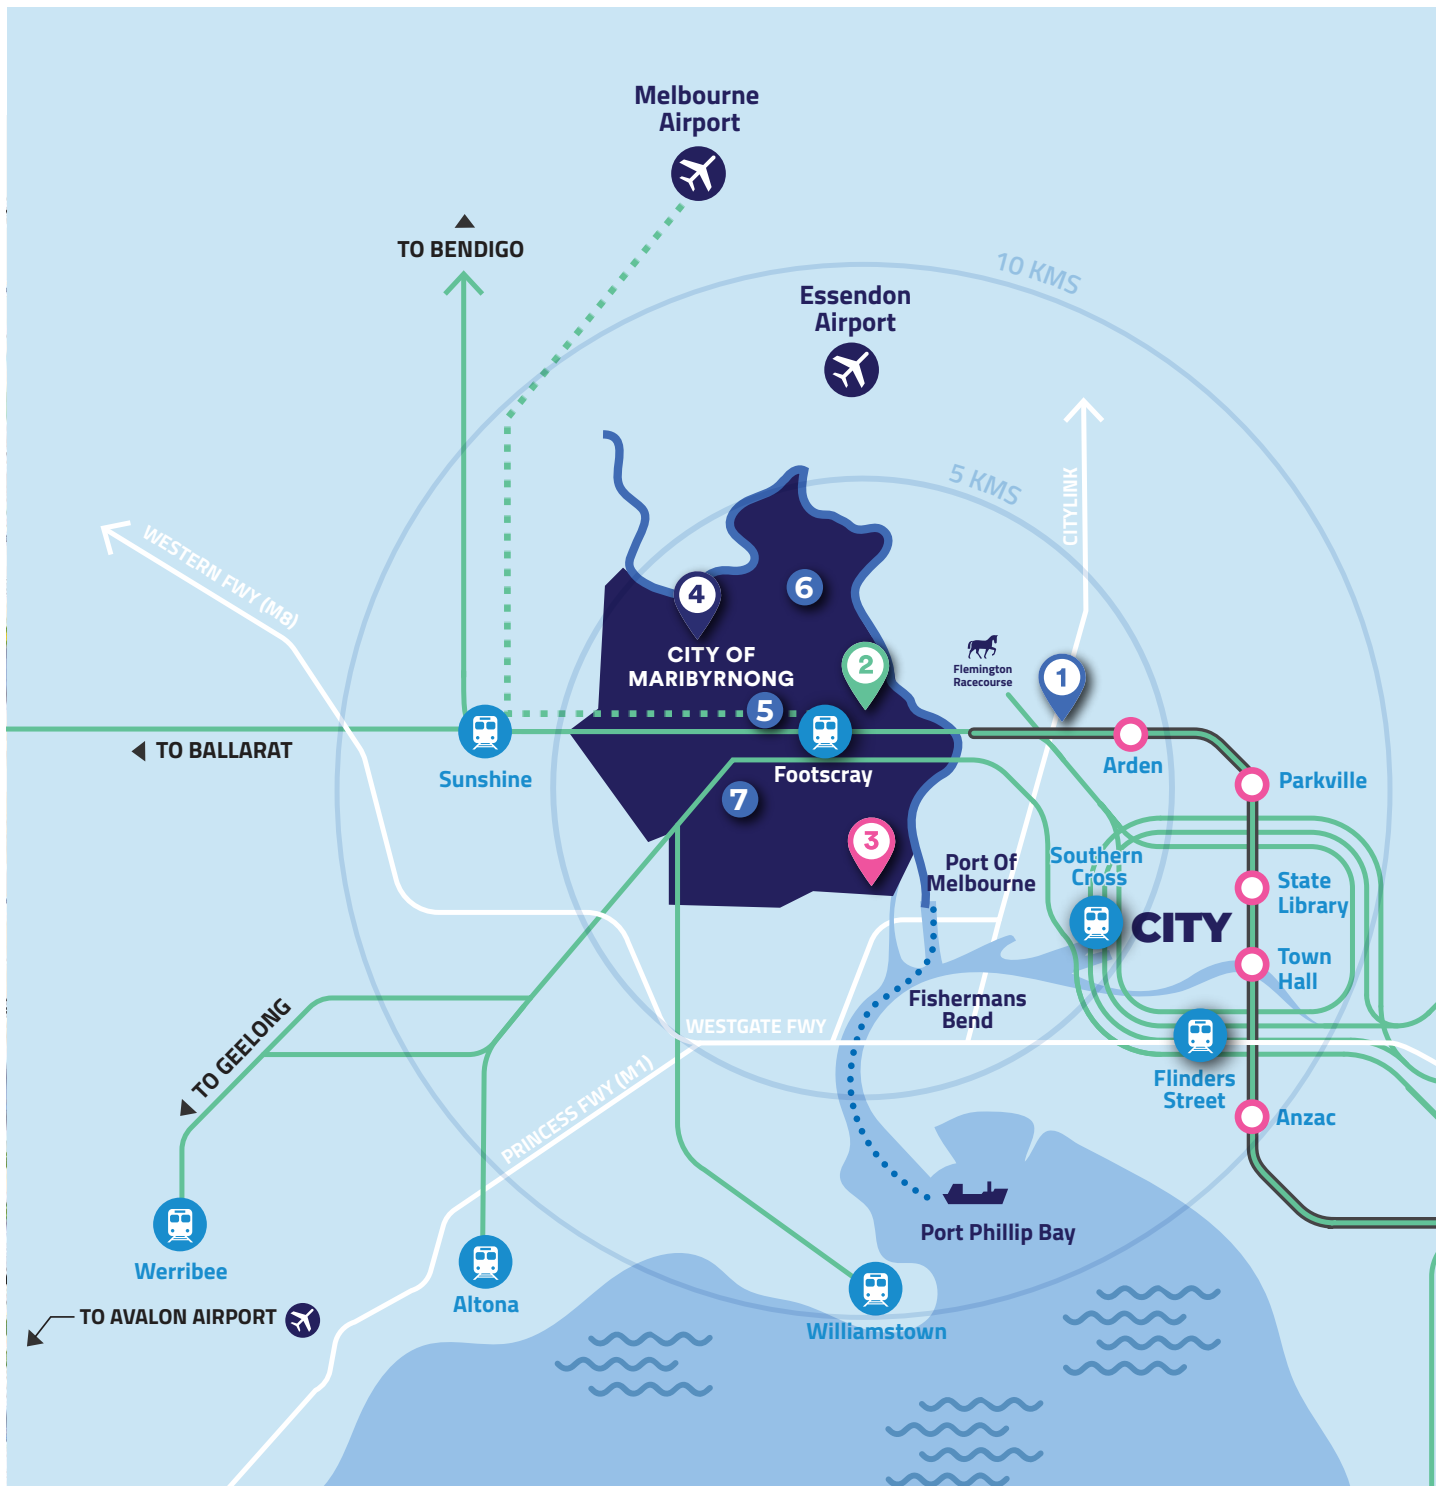 Melbourne
Airport
TO BENDIGO
10 KMS
Essendon
Airport
5 KMS
CITYLINK
WESTERN FWY (M8)
4
6
CITY OF
MARIBYRNONG
2
Flemington
Racecourse
1
5
TO BALLARAT
Sunshine
Footscray
Arden
Parkville
7
3
Port Of
Melbourne
Southern
Cross
State
Library
CITY
Town
Hall
Fishermans
Bend
WESTGATE FWY
TO GEELONG
PRINCESS FWY (M1)
Flinders
Street
Anzac
Port Phillip Bay
Werribee
Altona
TO AVALON AIRPORT
Williamstown